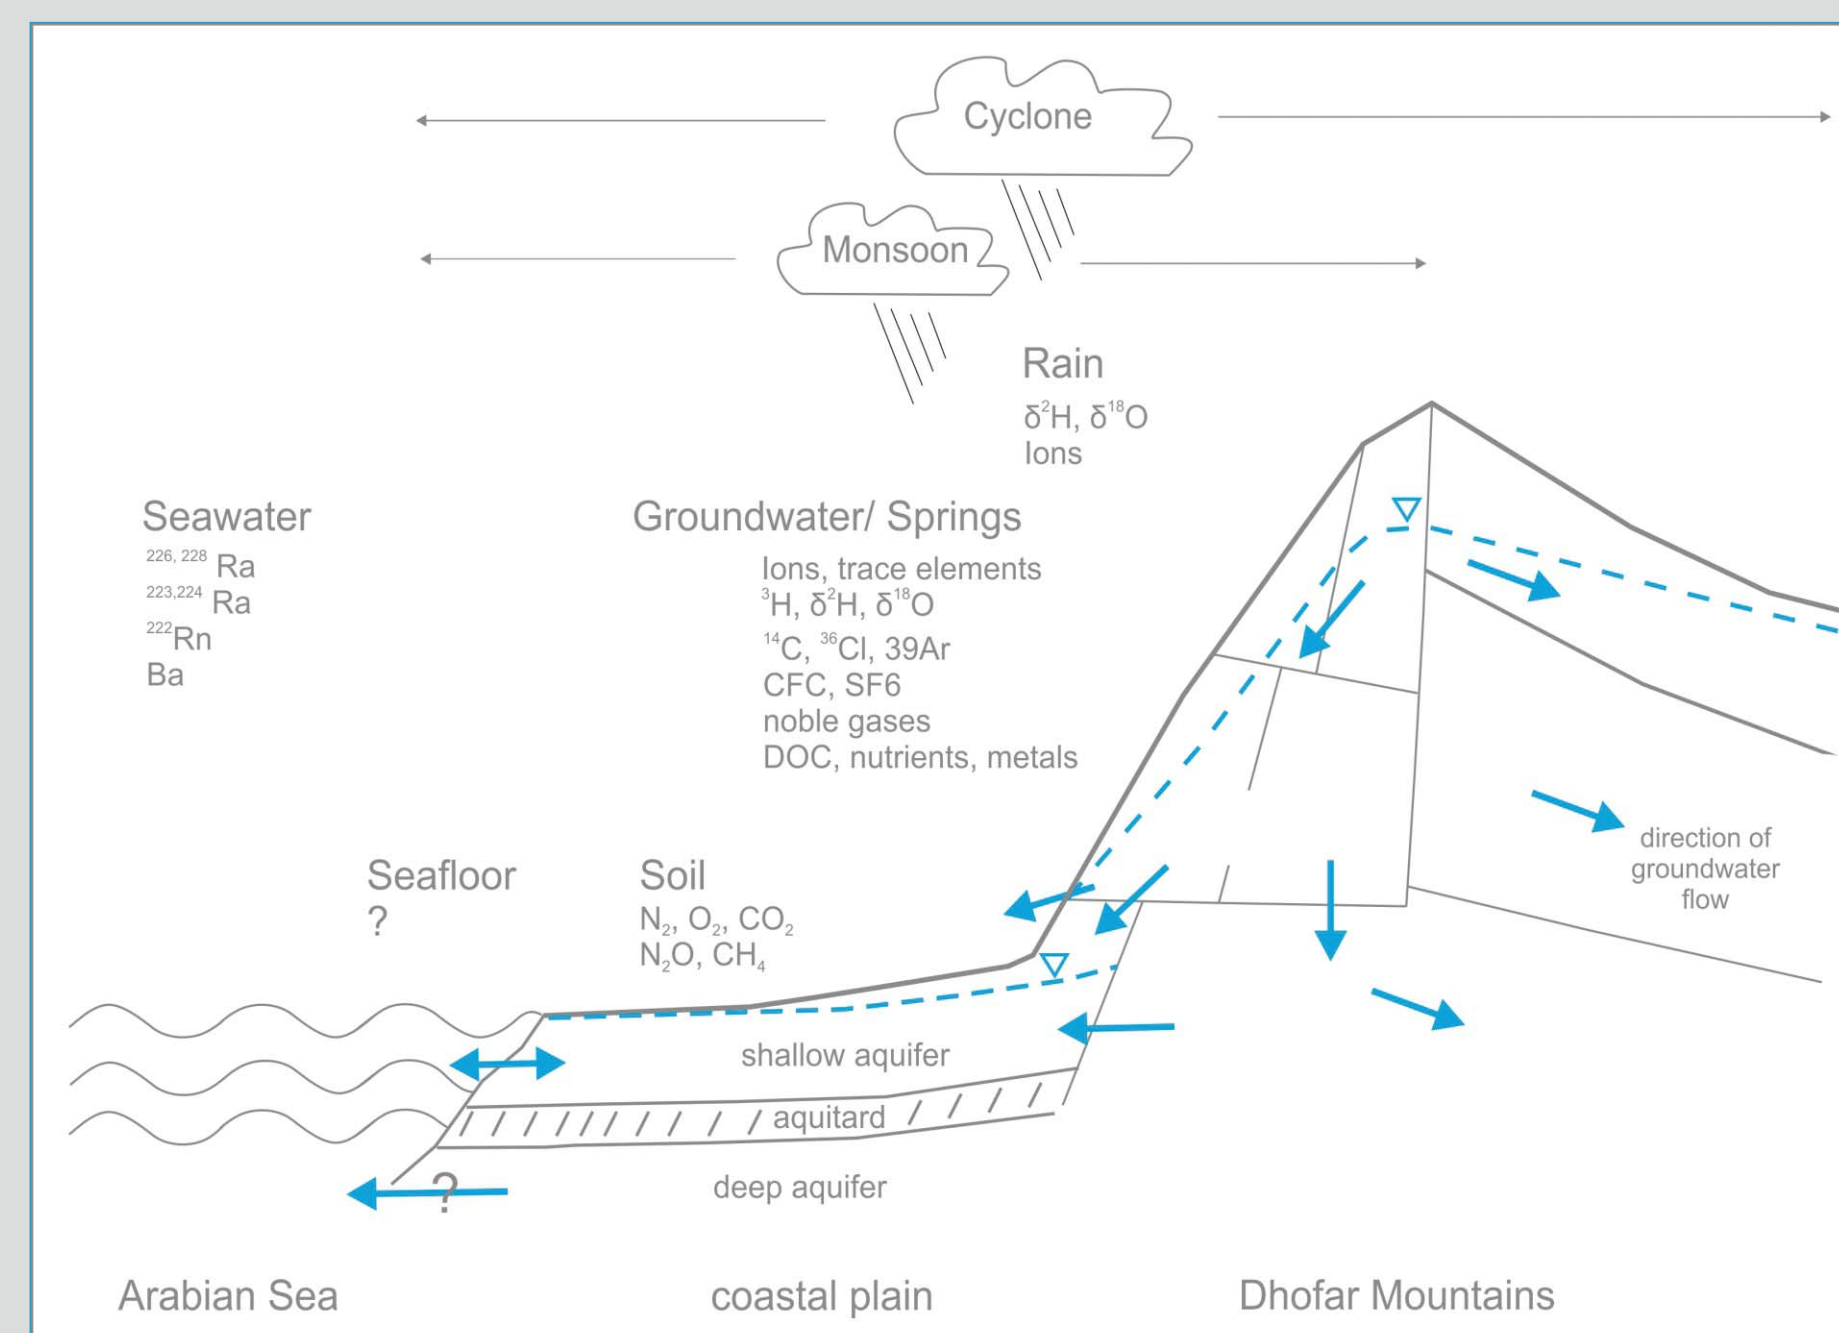 Cyclone
Monsoon
Rain
δ²H, δ¹⁸O
Ions
Seawater
²²⁶, ²²⁸ Ra
²²³,²²⁴ Ra
²²²Rn
Ba
Groundwater/ Springs
Ions, trace elements
³H, δ²H, δ¹⁸O
¹⁴C, ³⁶Cl, 39Ar
CFC, SF6
noble gases
DOC, nutrients, metals
direction of
groundwater
flow
Seafloor
?
Soil
N₂, O₂, CO₂
N₂O, CH₄
shallow aquifer
aquitard
?
deep aquifer
Arabian Sea
coastal plain
Dhofar Mountains